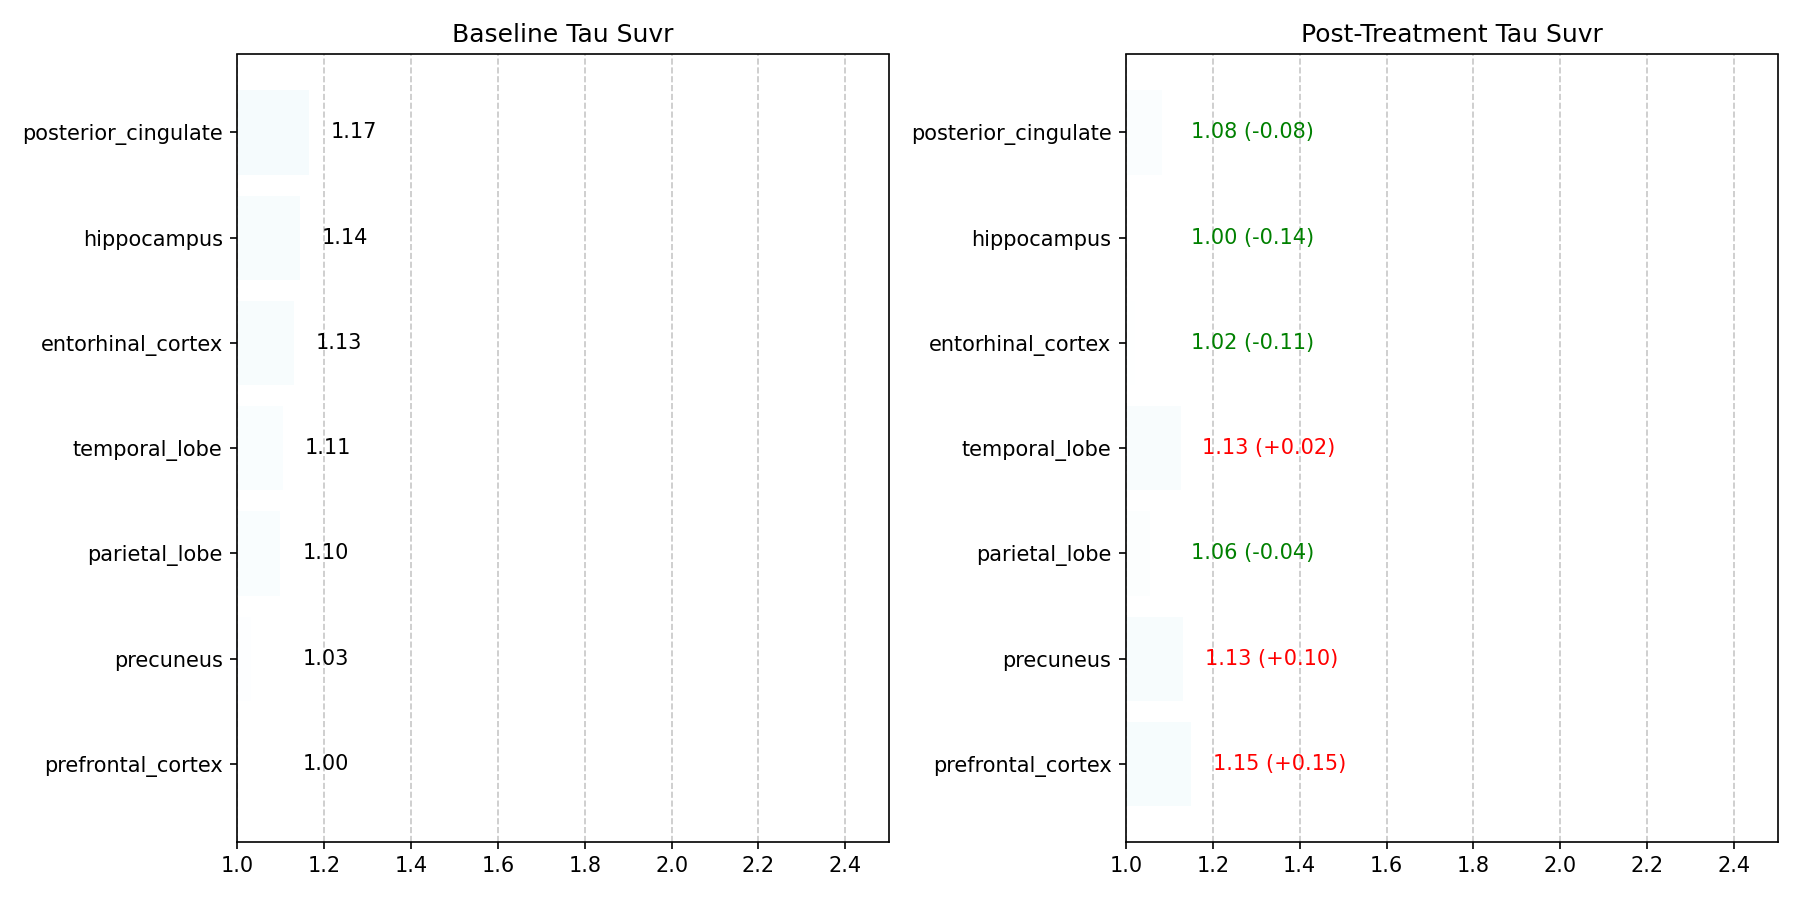 Baseline Tau Suvr
posterior_cingulate 1.17
hippocampus 1.14
entorhinal_cortex 1.13
temporal_lobe 1.11
parietal_lobe 1.10
precuneus 1.03
prefrontal_cortex 1.00
1.0 1.2 1.4 1.6 1.8 2.0 2.2 2.4
Post-Treatment Tau Suvr
posterior_cingulate 1.08 (-0.08)
hippocampus 1.00 (-0.14)
entorhinal_cortex 1.02 (-0.11)
temporal_lobe 1.13 (+0.02)
parietal_lobe 1.06 (-0.04)
precuneus 1.13 (+0.10)
prefrontal_cortex 1.15 (+0.15)
1.0 1.2 1.4 1.6 1.8 2.0 2.2 2.4